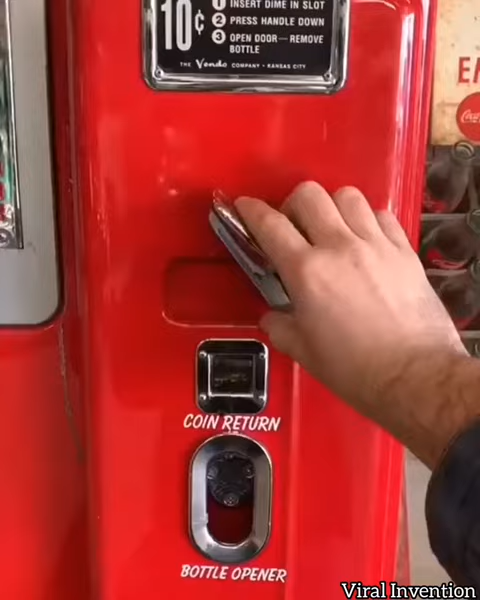 10¢
1 INSERT DIME IN SLOT
2 PRESS HANDLE DOWN
3 OPEN DOOR—REMOVE
BOTTLE
THE Vendo COMPANY • KANSAS CITY
COIN RETURN
BOTTLE OPENER
Viral Invention